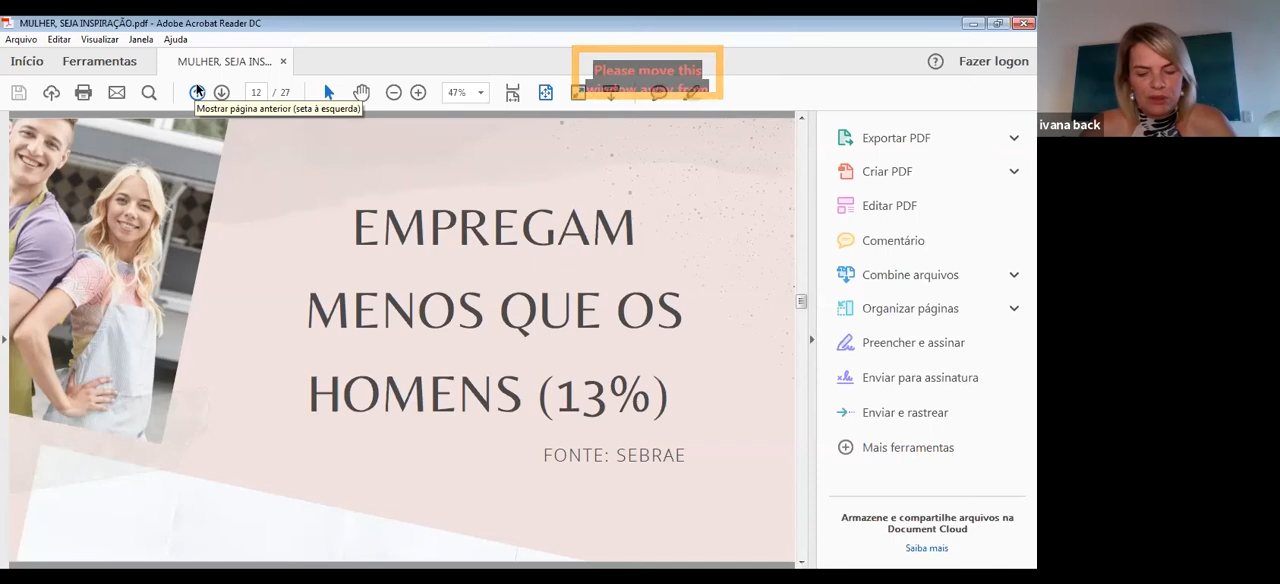 MULHER, SEJA INSPIRAÇÃO.pdf - Adobe Acrobat Reader DC
Arquivo Editar Visualizar Janela Ajuda
Início Ferramentas MULHER, SEJA INS... × Fazer logon
Please move this
window away from
12 / 27 47%
Mostrar página anterior (seta à esquerda)
ivana back
EMPREGAM
MENOS QUE OS
HOMENS (13%)
FONTE: SEBRAE
Exportar PDF
Criar PDF
Editar PDF
Comentário
Combine arquivos
Organizar páginas
Preencher e assinar
Enviar para assinatura
Enviar e rastrear
Mais ferramentas
Armazene e compartilhe arquivos na
Document Cloud
Saiba mais